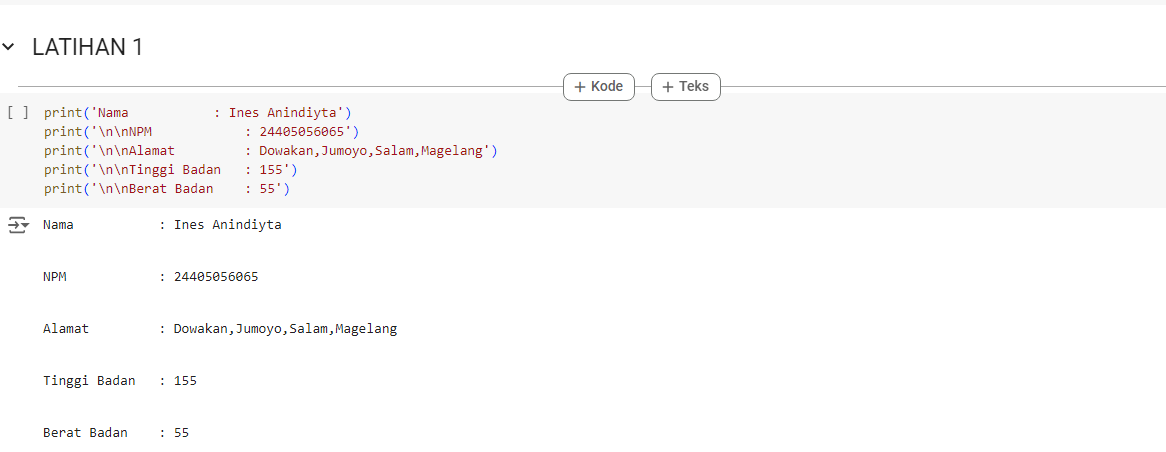 LATIHAN 1
+ Kode + Teks
[ ] print('Nama           : Ines Anindiyta')
print('\n\nNPM            : 24405056065')
print('\n\nAlamat         : Dowakan,Jumoyo,Salam,Magelang')
print('\n\nTinggi Badan   : 155')
print('\n\nBerat Badan    : 55')
Nama           : Ines Anindiyta
NPM            : 24405056065
Alamat         : Dowakan,Jumoyo,Salam,Magelang
Tinggi Badan   : 155
Berat Badan    : 55